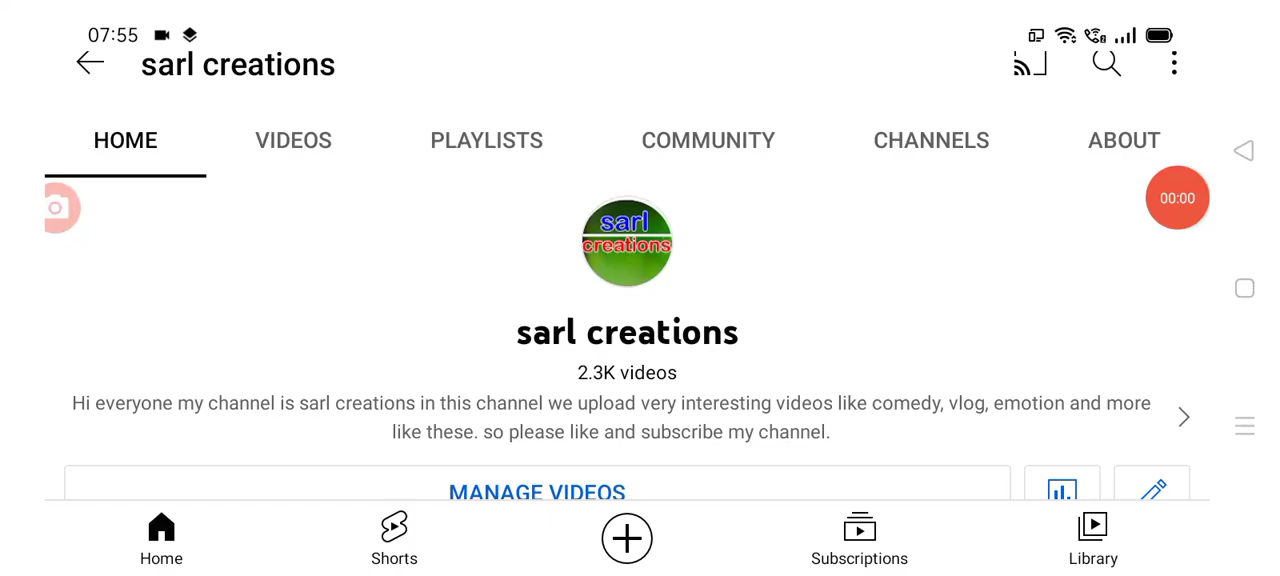 07:55
sarl creations
HOME VIDEOS PLAYLISTS COMMUNITY CHANNELS ABOUT
00:00
sarl
creations
sarl creations
2.3K videos
Hi everyone my channel is sarl creations in this channel we upload very interesting videos like comedy, vlog, emotion and more
like these. so please like and subscribe my channel.
MANAGE VIDEOS
Home Shorts Subscriptions Library